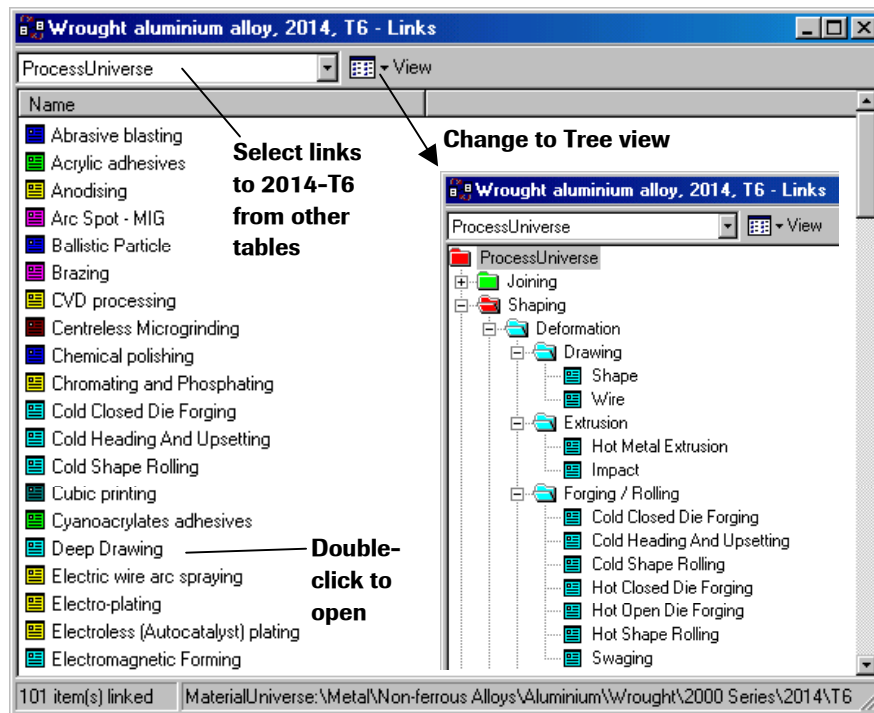 Wrought aluminium alloy, 2014, T6 - Links
ProcessUniverse
View
Name
Abrasive blasting
Acrylic adhesives
Anodising
Arc Spot - MIG
Ballistic Particle
Brazing
CVD processing
Centreless Microgrinding
Chemical polishing
Chromating and Phosphating
Cold Closed Die Forging
Cold Heading And Upsetting
Cold Shape Rolling
Cubic printing
Cyanoacrylates adhesives
Deep Drawing
Electric wire arc spraying
Electro-plating
Electroless (Autocatalyst) plating
Electromagnetic Forming
Select links
to 2014-T6
from other
tables
Double-
click to
open
Change to Tree view
Wrought aluminium alloy, 2014, T6 - Links
ProcessUniverse
View
ProcessUniverse
Joining
Shaping
Deformation
Drawing
Shape
Wire
Extrusion
Hot Metal Extrusion
Impact
Forging / Rolling
Cold Closed Die Forging
Cold Heading And Upsetting
Cold Shape Rolling
Hot Closed Die Forging
Hot Open Die Forging
Hot Shape Rolling
Swaging
101 item(s) linked
MaterialUniverse:\Metal\Non-ferrous Alloys\Aluminium\Wrought\2000 Series\2014\T6